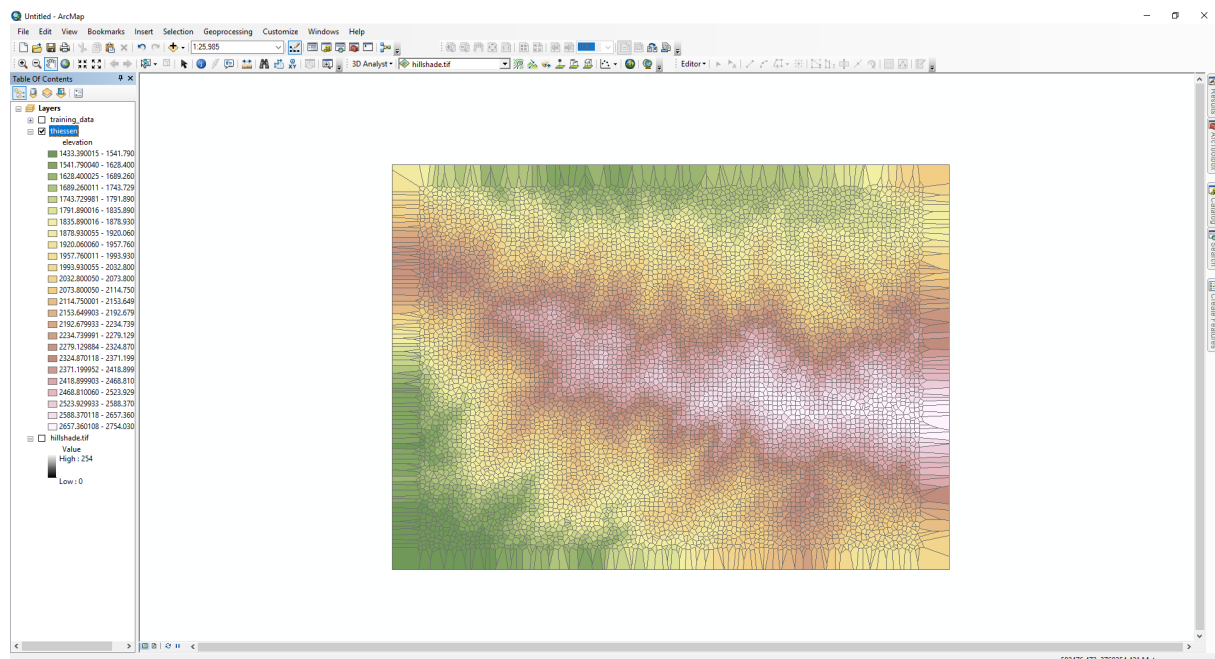 Untitled - ArcMap
File Edit View Bookmarks Insert Selection Geoprocessing Customize Windows Help
1:25,985
3D Analyst hillshade.tif Editor
Table Of Contents
Layers
training_data
thiessen
elevation
1433.390015 - 1541.790
1541.790040 - 1628.400
1628.400025 - 1689.260
1689.260011 - 1743.729
1743.729981 - 1791.890
1791.890016 - 1835.890
1835.890016 - 1878.930
1878.930055 - 1920.060
1920.060060 - 1957.760
1957.760011 - 1993.930
1993.930055 - 2032.800
2032.800050 - 2073.800
2073.800050 - 2114.750
2114.750001 - 2153.649
2153.649903 - 2192.679
2192.679933 - 2234.739
2234.739991 - 2279.129
2279.129884 - 2324.870
2324.870118 - 2371.199
2371.199952 - 2418.899
2418.899903 - 2468.810
2468.810060 - 2523.929
2523.929933 - 2588.370
2588.370118 - 2657.360
2657.360108 - 2754.030
hillshade.tif
Value
High : 254
Low : 0
Results
ArcToolbox
Catalog
Search
Create Features